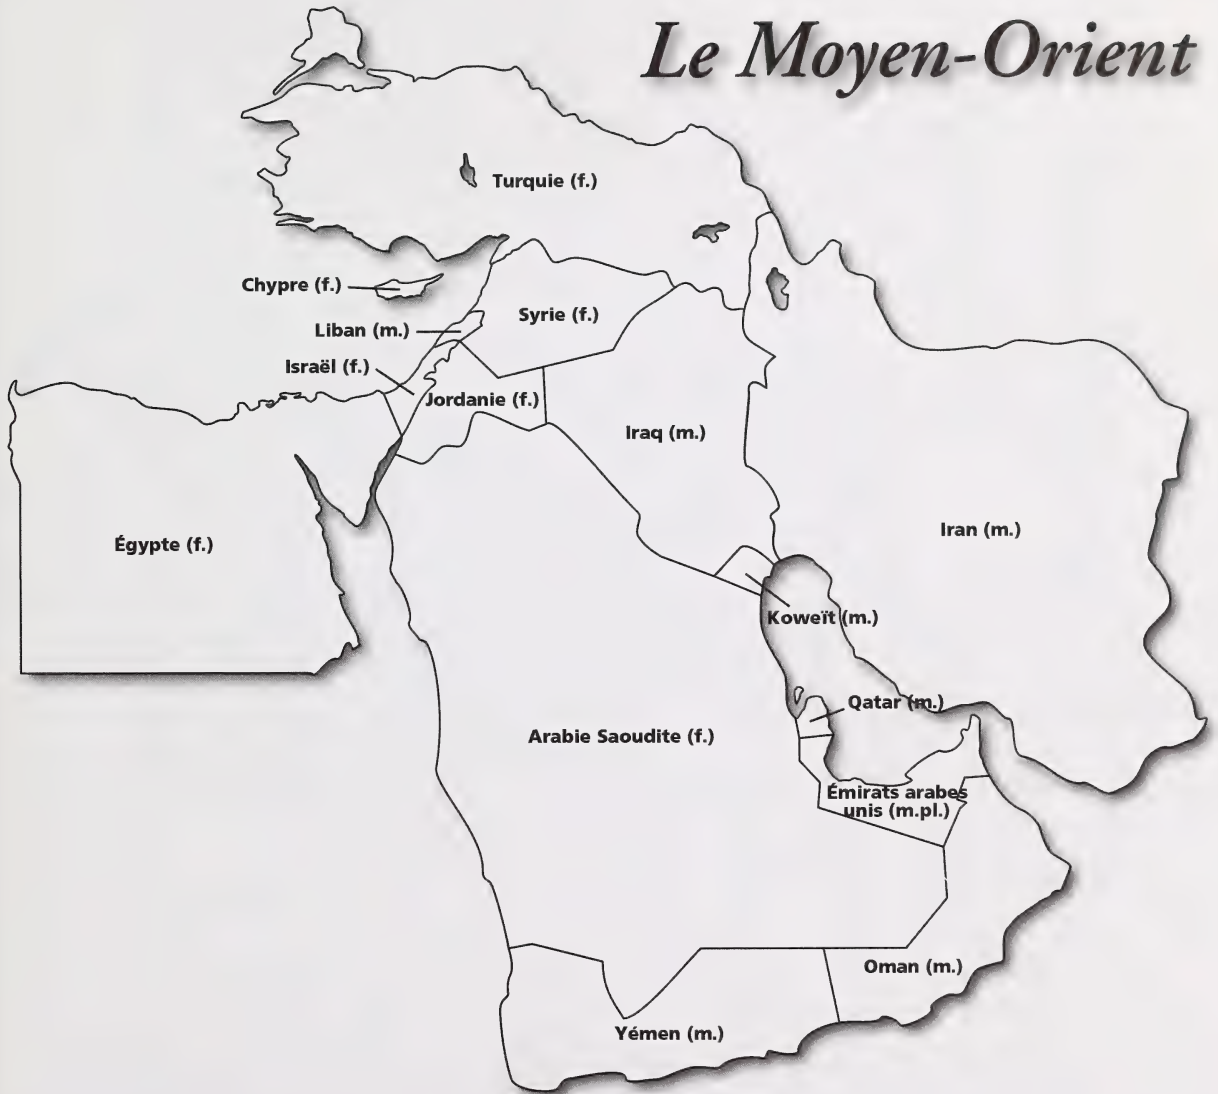 Le Moyen-Orient
Turquie (f.)
Chypre (f.)
Syrie (f.)
Liban (m.)
Israël (f.)
Jordanie (f.)
Iraq (m.)
Iran (m.)
Égypte (f.)
Koweït (m.)
Qatar (m.)
Arabie Saoudite (f.)
Émirats arabes
unis (m.pl.)
Oman (m.)
Yémen (m.)